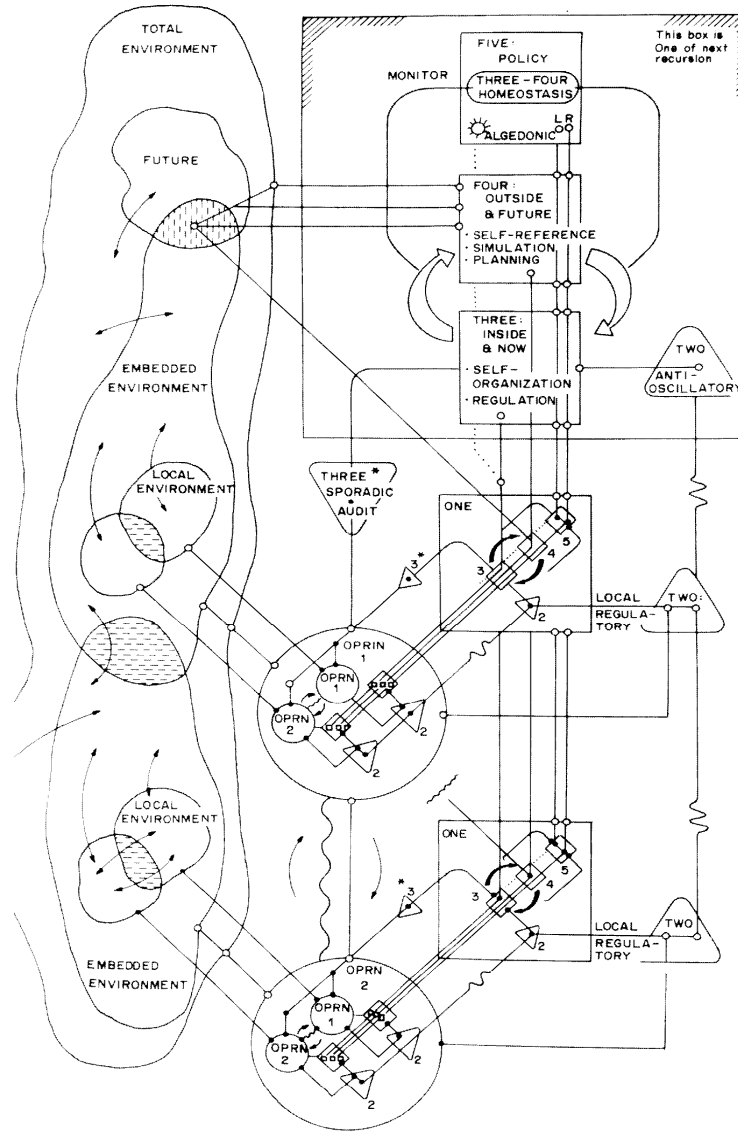 TOTAL
ENVIRONMENT
FUTURE
EMBEDDED
ENVIRONMENT
LOCAL
ENVIRONMENT
LOCAL
ENVIRONMENT
EMBEDDED
ENVIRONMENT
This box is
One of next
recursion
FIVE:
POLICY
MONITOR
THREE-FOUR
HOMEOSTASIS
L R
ALGEDONIC
FOUR:
OUTSIDE
& FUTURE
· SELF-REFERENCE
· SIMULATION
· PLANNING
THREE:
INSIDE
& NOW
· SELF-
ORGANIZATION
· REGULATION
TWO
ANTI-
OSCILLATORY
THREE *
SPORADIC
AUDIT
ONE
5
4
3
3*
2
LOCAL
REGULA-
TORY
TWO:
OPRIN
1
OPRN
1
OPRN
2
2
2
ONE
5
4
3
*
3
2
LOCAL
REGULA-
TORY
TWO
OPRN
2
OPRN
1
OPRN
2
2
2